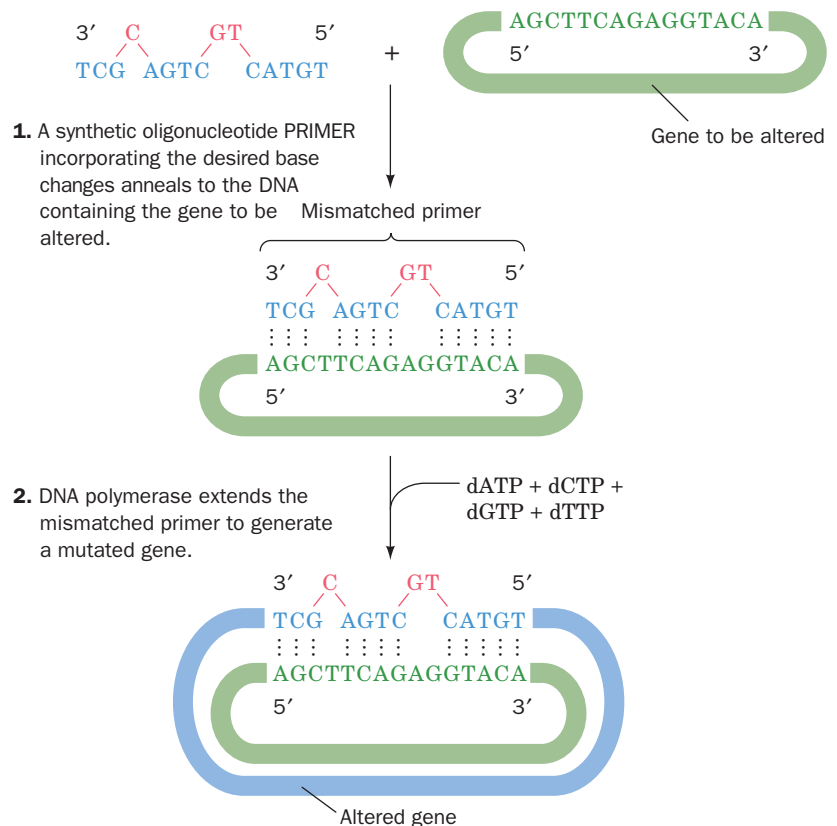 3′ C GT 5′
TCG AGTC CATGT
+
AGCTTCAGAGGTACA
5′ 3′
Gene to be altered
1. A synthetic oligonucleotide PRIMER
incorporating the desired base
changes anneals to the DNA
containing the gene to be
altered.
Mismatched primer
3′ C GT 5′
TCG AGTC CATGT
AGCTTCAGAGGTACA
5′ 3′
2. DNA polymerase extends the
mismatched primer to generate
a mutated gene.
dATP + dCTP +
dGTP + dTTP
3′ C GT 5′
TCG AGTC CATGT
AGCTTCAGAGGTACA
5′ 3′
Altered gene